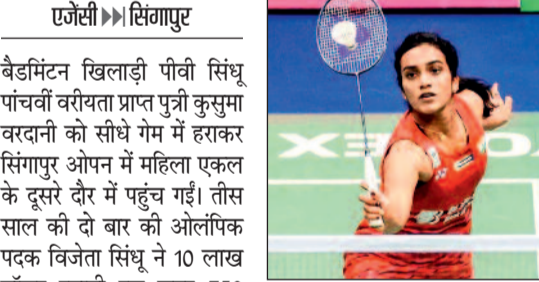 एजेंसी ▶▶ सिंगापुर
बैडमिंटन खिलाड़ी पीवी सिंधू
पांचवीं वरीयता प्राप्त पुत्री कुसुमा
वरदानी को सीधे गेम में हराकर
सिंगापुर ओपन में महिला एकल
के दूसरे दौर में पहुंच गईं। तीस
साल की दो बार की ओलंपिक
पदक विजेता सिंधू ने 10 लाख